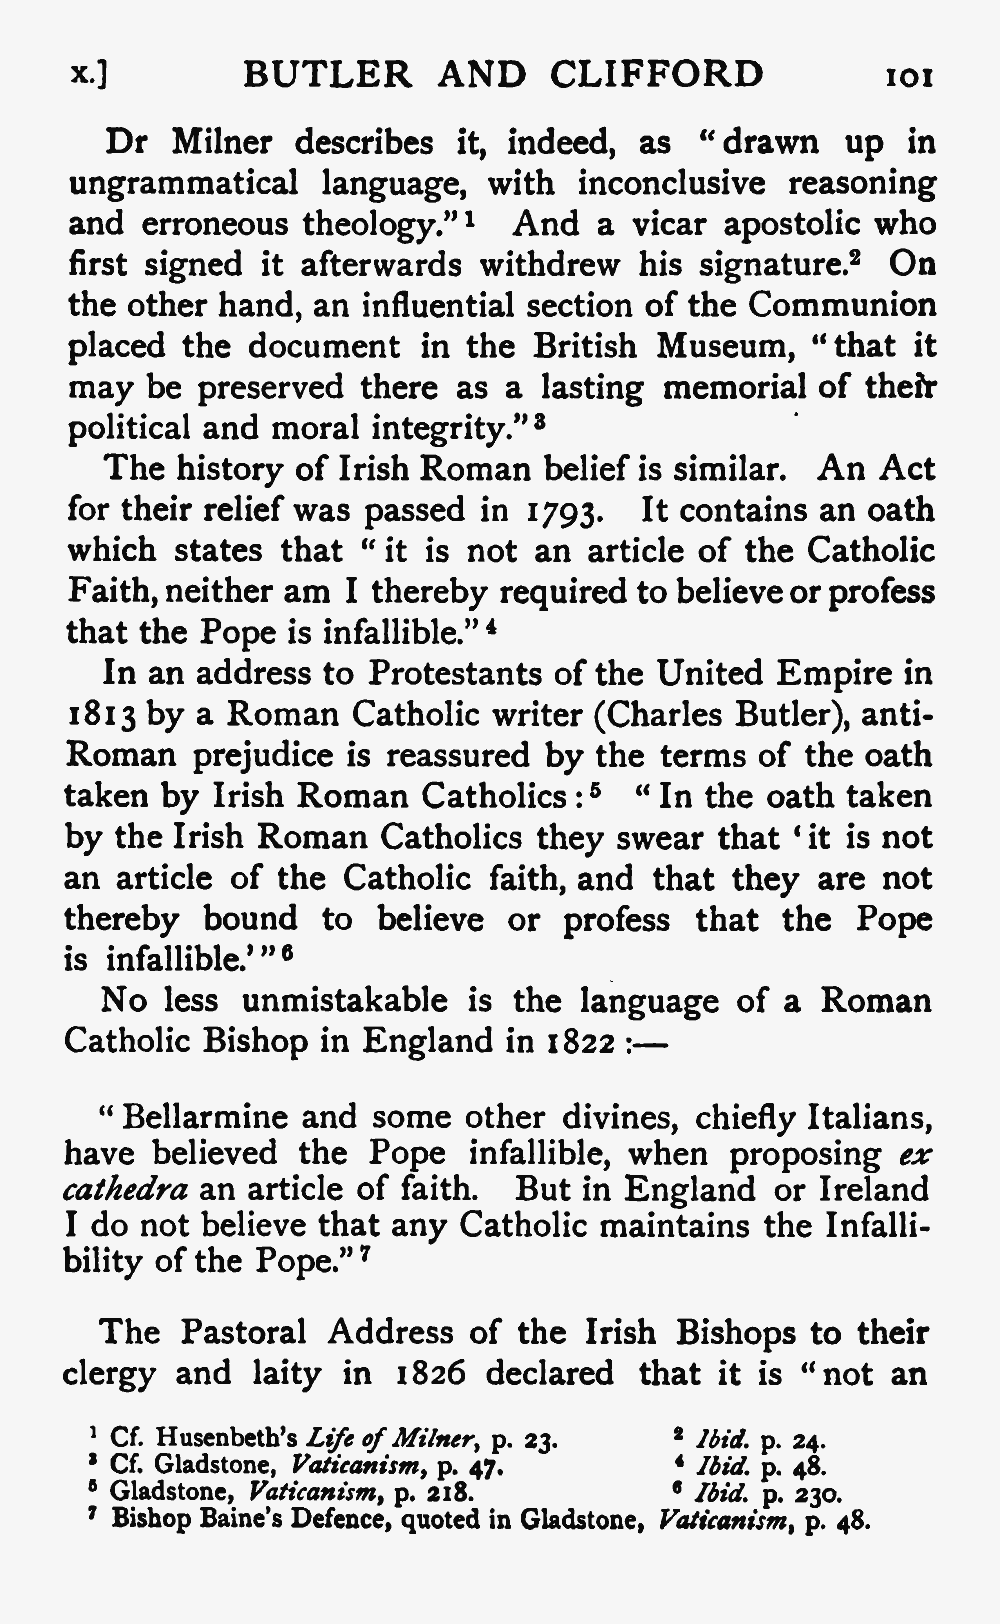 x.] BUTLER AND CLIFFORD 101
Dr Milner describes it, indeed, as “drawn up in
ungrammatical language, with inconclusive reasoning
and erroneous theology.”¹ And a vicar apostolic who
first signed it afterwards withdrew his signature.² On
the other hand, an influential section of the Communion
placed the document in the British Museum, “that it
may be preserved there as a lasting memorial of their
political and moral integrity.”³
The history of Irish Roman belief is similar. An Act
for their relief was passed in 1793. It contains an oath
which states that “it is not an article of the Catholic
Faith, neither am I thereby required to believe or profess
that the Pope is infallible.”⁴
In an address to Protestants of the United Empire in
1813 by a Roman Catholic writer (Charles Butler), anti-
Roman prejudice is reassured by the terms of the oath
taken by Irish Roman Catholics:⁵ “In the oath taken
by the Irish Roman Catholics they swear that ‘it is not
an article of the Catholic faith, and that they are not
thereby bound to believe or profess that the Pope
is infallible.’”⁶
No less unmistakable is the language of a Roman
Catholic Bishop in England in 1822:—
“Bellarmine and some other divines, chiefly Italians,
have believed the Pope infallible, when proposing ex
cathedra an article of faith. But in England or Ireland
I do not believe that any Catholic maintains the Infalli-
bility of the Pope.”⁷
The Pastoral Address of the Irish Bishops to their
clergy and laity in 1826 declared that it is “not an
¹ Cf. Husenbeth’s Life of Milner, p. 23. ² Ibid. p. 24.
³ Cf. Gladstone, Vaticanism, p. 47. ⁴ Ibid. p. 48.
⁵ Gladstone, Vaticanism, p. 218. ⁶ Ibid. p. 230.
⁷ Bishop Baine’s Defence, quoted in Gladstone, Vaticanism, p. 48.